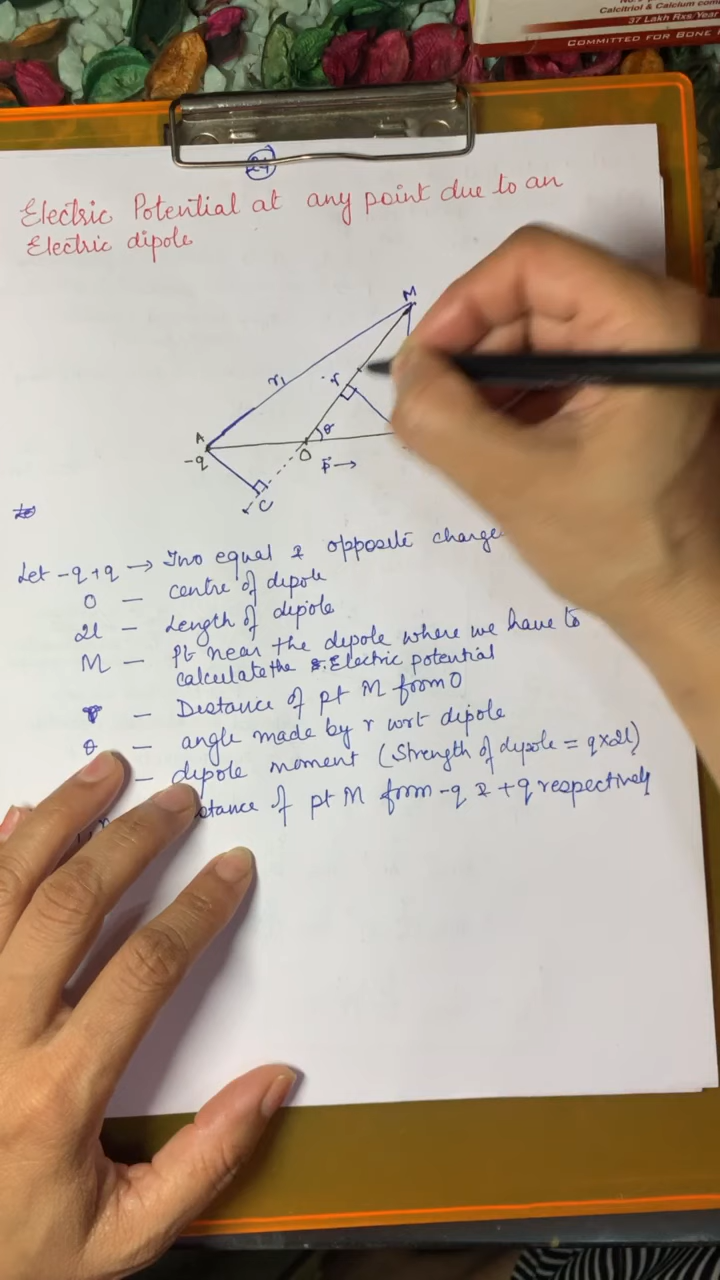 Calcitriol & Calcium
37 Lakh Rxs/Year
COMMITTED FOR BONE
24
Electric Potential at any point due to an
Electric dipole
M
r1
r
A
θ
-q
O
p→
C
Let -q +q → Two equal & opposite charge
O - centre of dipole
2l - Length of dipole
M - Pt near the dipole where we have to
calculate the Electric potential
r - Distance of pt M from O
θ - angle made by r wrt dipole
- dipole moment (Strength of dipole = q×2l)
stance of pt M from -q & +q respectively